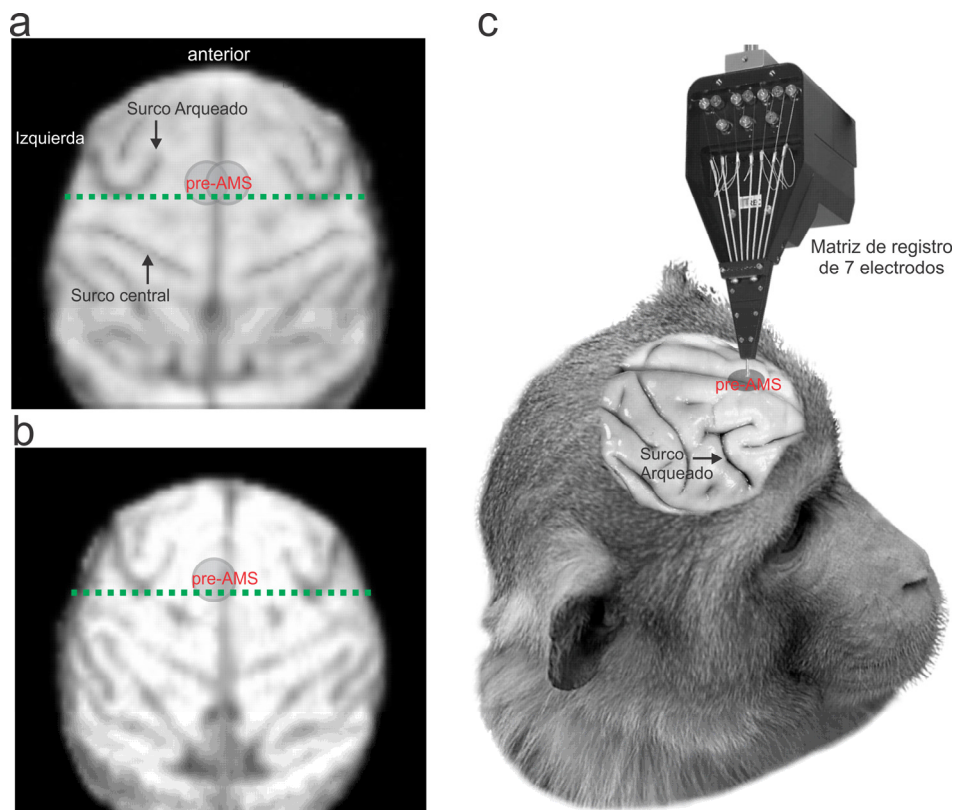 a
anterior
Surco Arqueado
Izquierda
pre-AMS
Surco central
b
pre-AMS
c
Matriz de registro
de 7 electrodos
pre-AMS
Surco
Arqueado